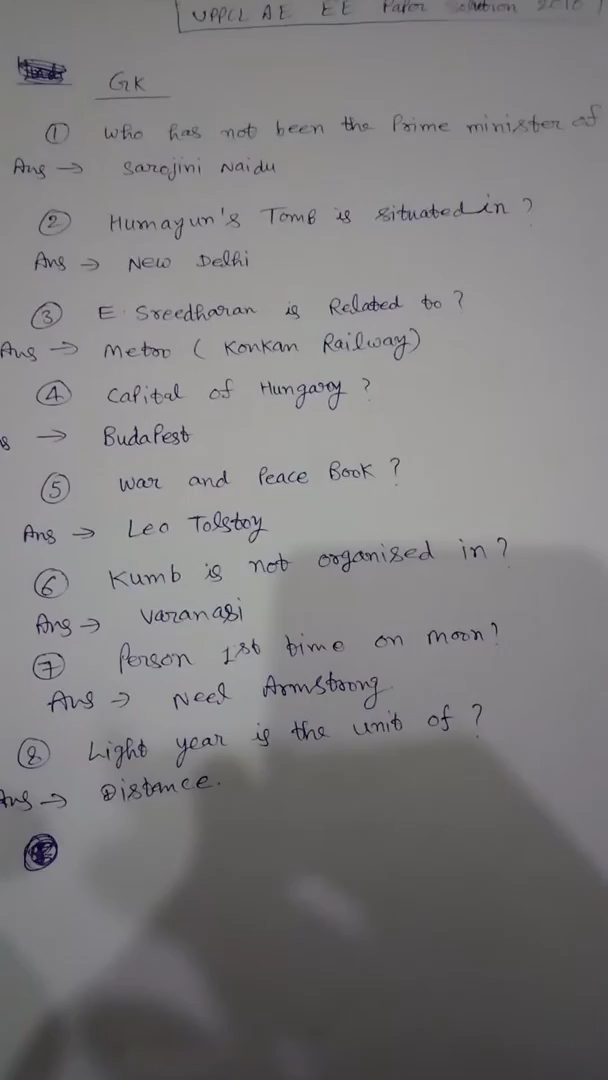 UPPCL AE EE Paper solution
GK
① Who has not been the Prime minister of
Ans → Sarojini Naidu
② Humayun's Tomb is situated in ?
Ans → New Delhi
③ E Sreedharan is Related to ?
Ans → Metro ( Konkan Railway)
④ Capital of Hungary ?
s → Budapest
⑤ War and Peace Book ?
Ans → Leo Tolstoy
⑥ Kumb is not organised in ?
Ans → Varanasi
⑦ Person 1st time on moon?
Ans → Neel Armstrong
⑧ Light year is the unit of ?
Ans → Distance.